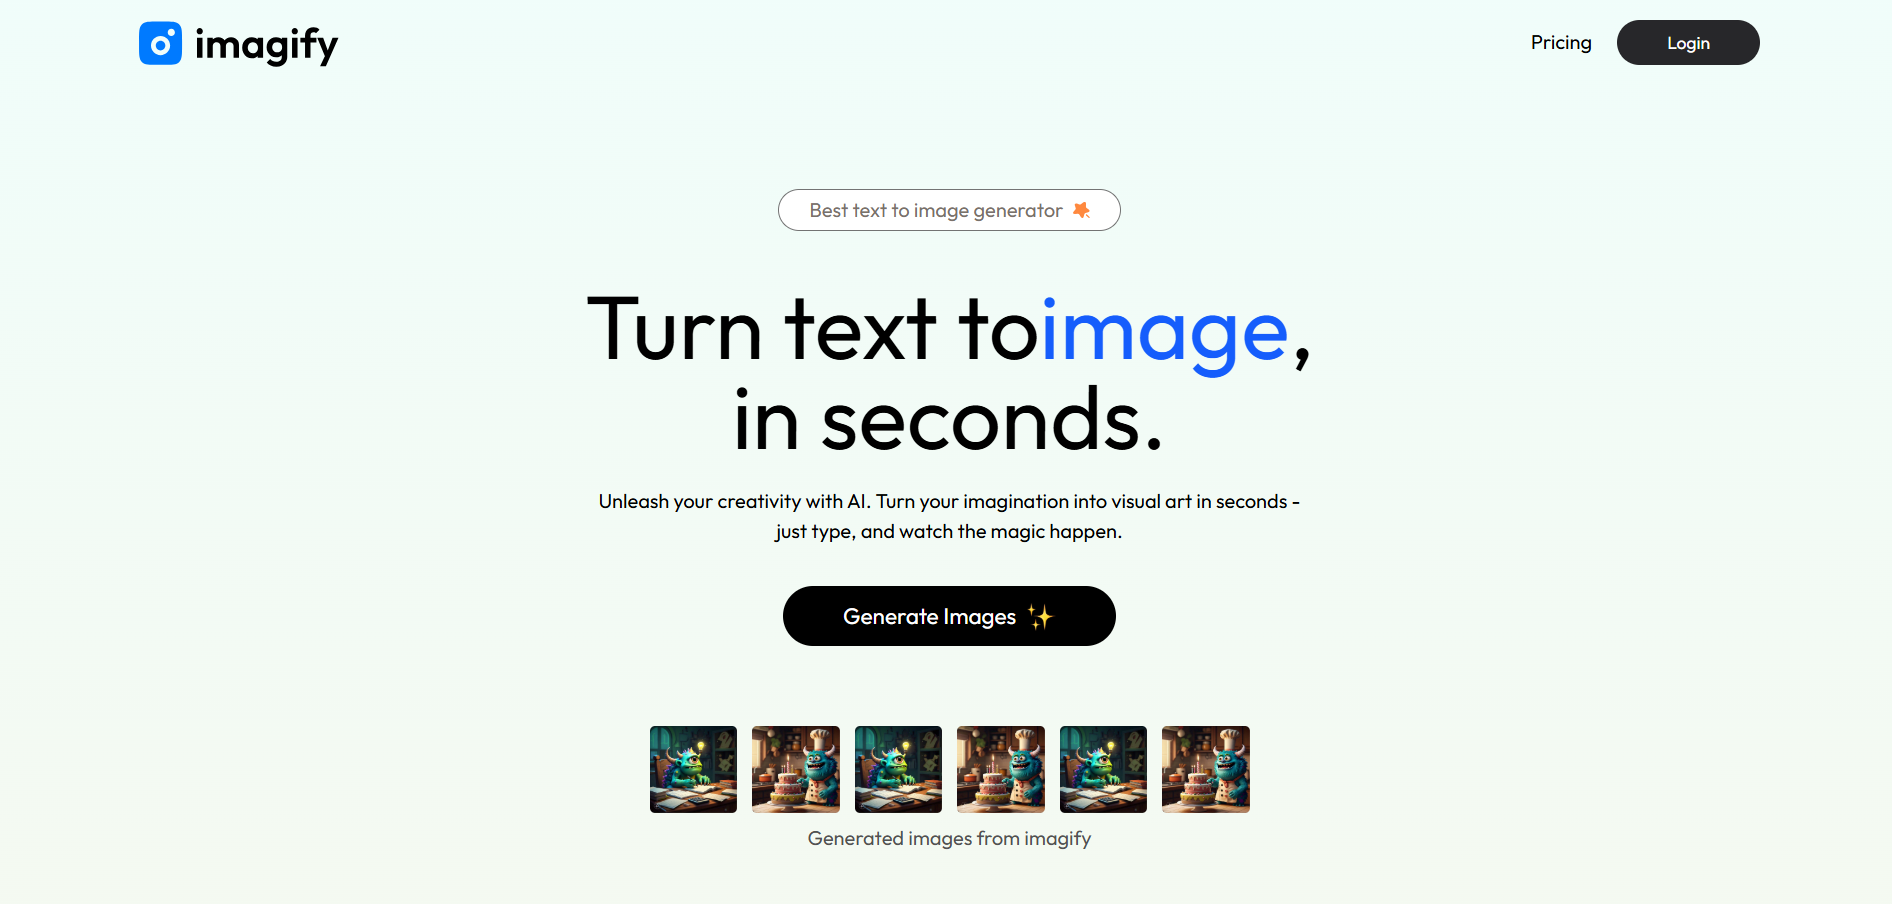 imagify
Pricing
Login
Best text to image generator
Turn text toimage,
in seconds.
Unleash your creativity with AI. Turn your imagination into visual art in seconds -
just type, and watch the magic happen.
Generate Images ✨
Generated images from imagify